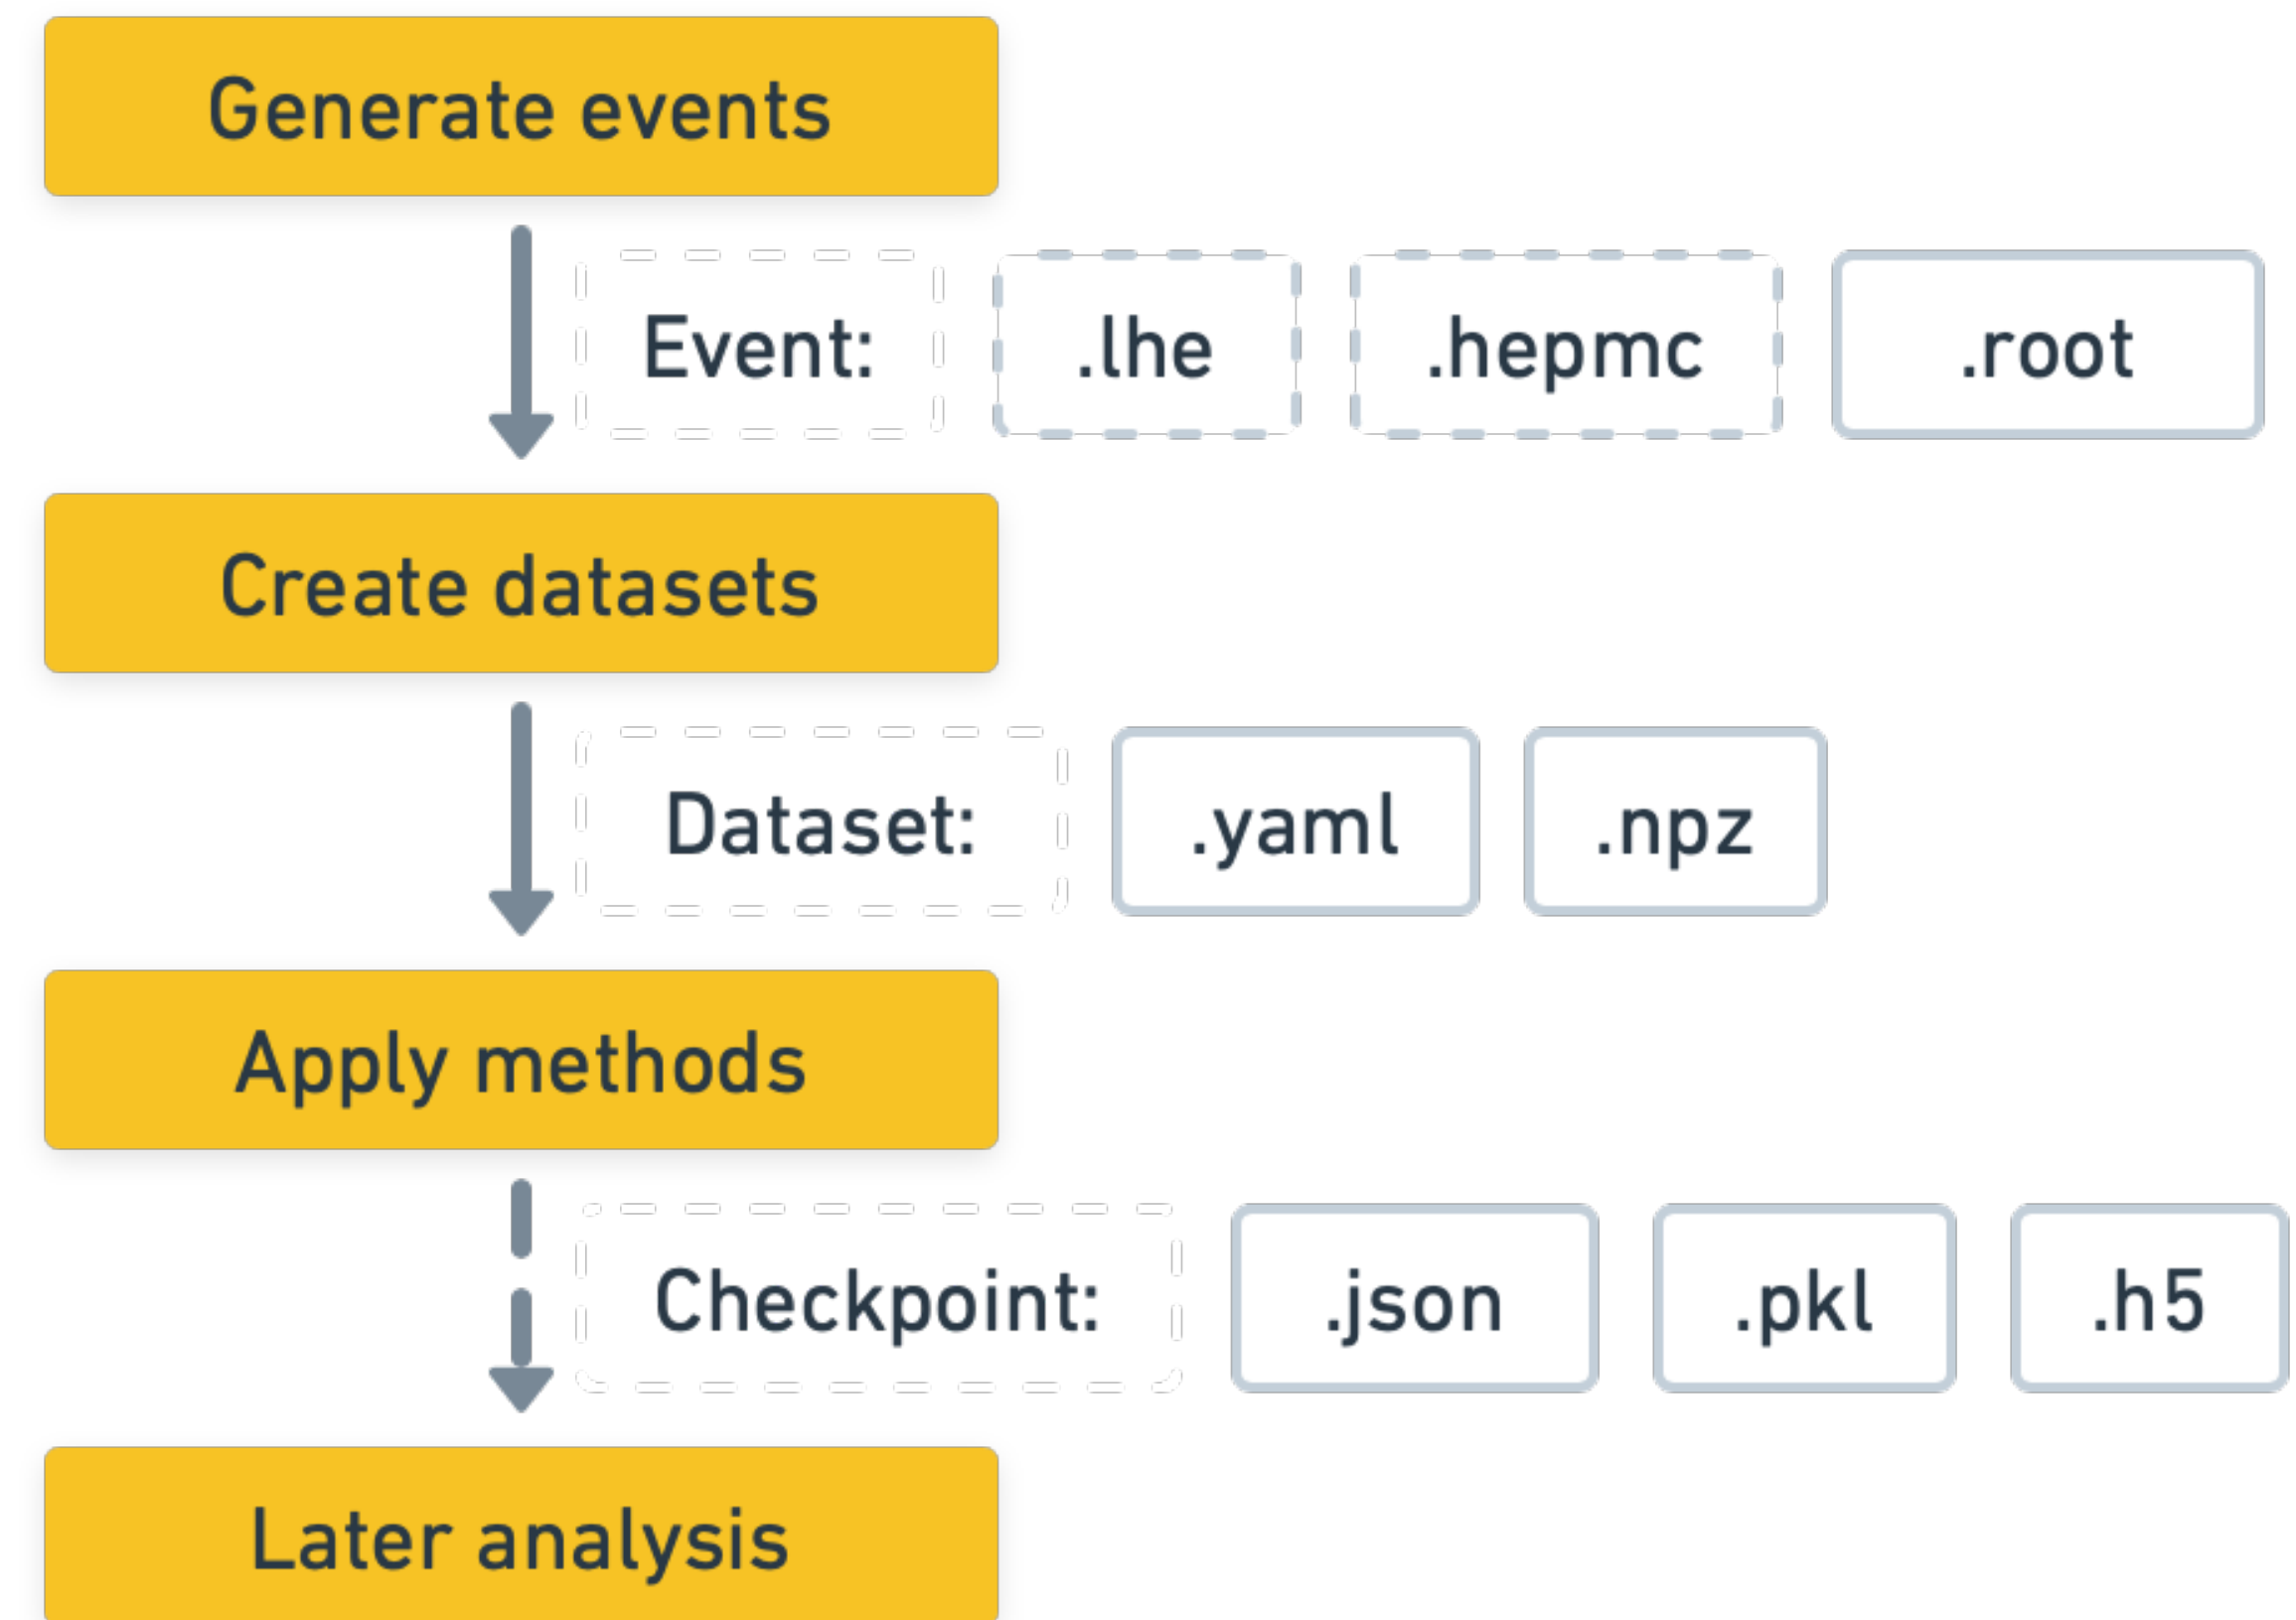 Generate events
Event: .lhe .hepmc .root
Create datasets
Dataset: .yaml .npz
Apply methods
Checkpoint: .json .pkl .h5
Later analysis